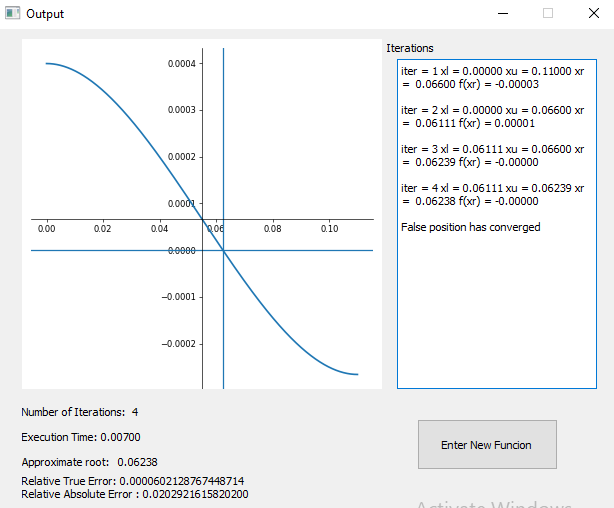 Output
Iterations
0.0004
0.0003
0.0002
0.0001
0.00 0.02 0.04 0.06 0.08 0.10
0.0000
−0.0001
−0.0002
iter = 1 xl = 0.00000 xu = 0.11000 xr
= 0.06600 f(xr) = -0.00003
iter = 2 xl = 0.00000 xu = 0.06600 xr
= 0.06111 f(xr) = 0.00001
iter = 3 xl = 0.06111 xu = 0.06600 xr
= 0.06239 f(xr) = -0.00000
iter = 4 xl = 0.06111 xu = 0.06239 xr
= 0.06238 f(xr) = -0.00000
False position has converged
Number of Iterations: 4
Execution Time: 0.00700
Approximate root: 0.06238
Relative True Error: 0.0000602128767448714
Relative Absolute Error : 0.0202921615820200
Enter New Funcion
Activate Windows